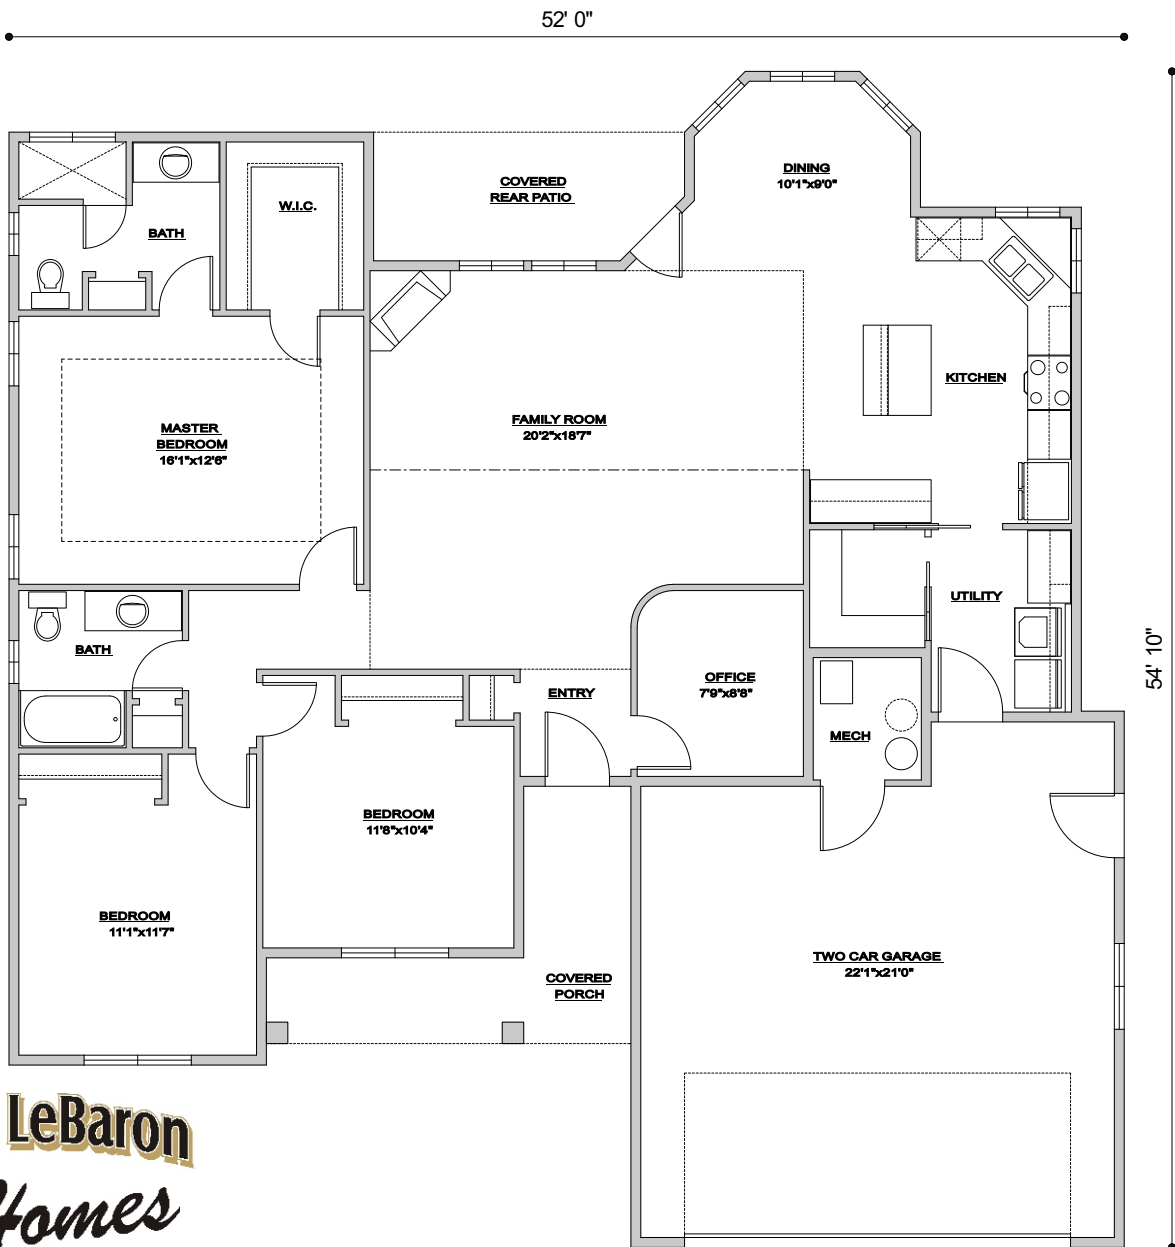 52' 0"
DINING
10'1"x9'0"
COVERED
REAR PATIO
W.I.C.
BATH
KITCHEN
FAMILY ROOM
20'2"x18'7"
MASTER
BEDROOM
16'1"x12'6"
UTILITY
54' 10"
BATH
OFFICE
7'9"x8'8"
ENTRY
MECH
BEDROOM
11'8"x10'4"
BEDROOM
11'1"x11'7"
TWO CAR GARAGE
22'1"x21'0"
COVERED
PORCH
LeBaron
Homes